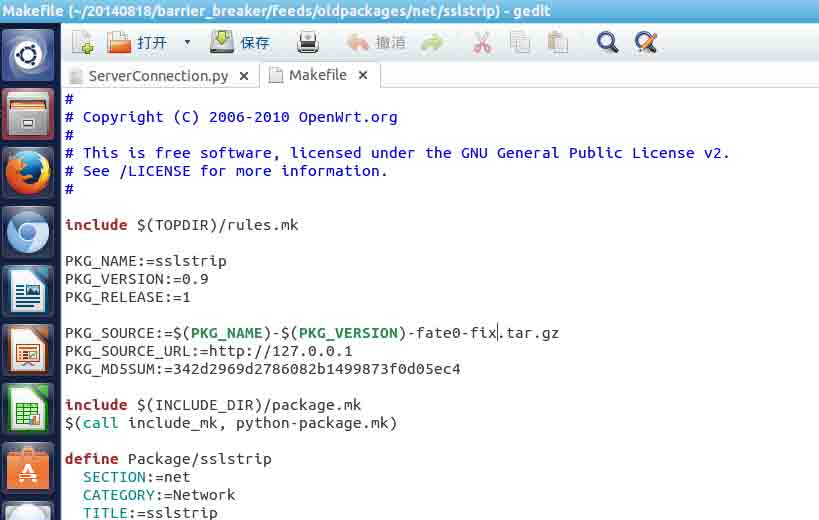 Makefile (~/20140818/barrier_breaker/feeds/oldpackages/net/sslstrip) - gedit
打开 保存 撤消
ServerConnection.py × Makefile ×
#
# Copyright (C) 2006-2010 OpenWrt.org
#
# This is free software, licensed under the GNU General Public License v2.
# See /LICENSE for more information.
#
include $(TOPDIR)/rules.mk
PKG_NAME:=sslstrip
PKG_VERSION:=0.9
PKG_RELEASE:=1
PKG_SOURCE:=$(PKG_NAME)-$(PKG_VERSION)-fate0-fix.tar.gz
PKG_SOURCE_URL:=http://127.0.0.1
PKG_MD5SUM:=342d2969d2786082b1499873f0d05ec4
include $(INCLUDE_DIR)/package.mk
$(call include_mk, python-package.mk)
define Package/sslstrip
  SECTION:=net
  CATEGORY:=Network
  TITLE:=sslstrip